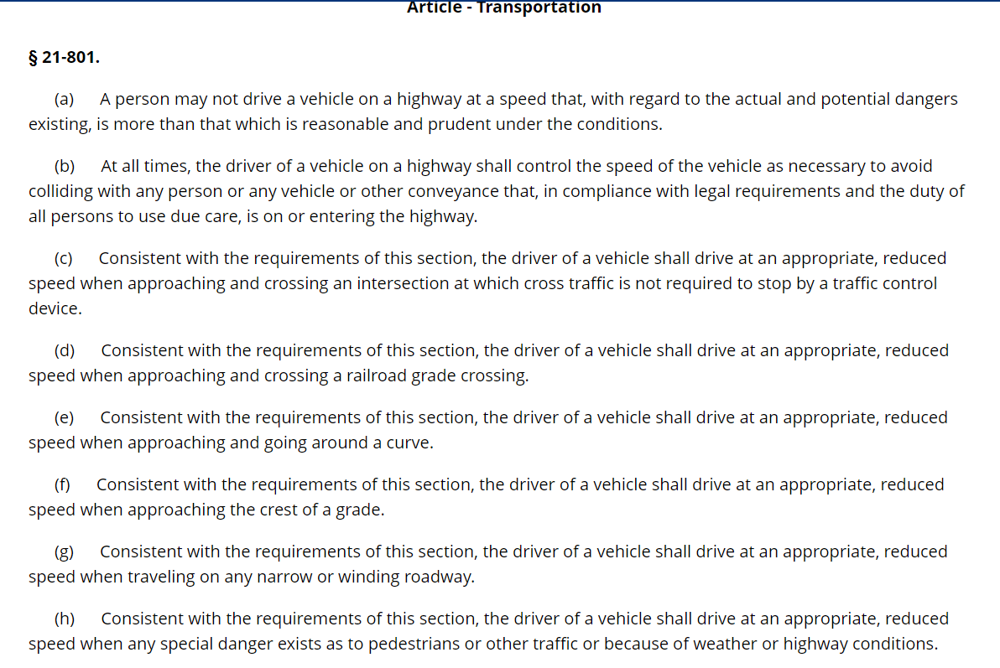 Article - Transportation
§ 21-801.
(a) A person may not drive a vehicle on a highway at a speed that, with regard to the actual and potential dangers
existing, is more than that which is reasonable and prudent under the conditions.
(b) At all times, the driver of a vehicle on a highway shall control the speed of the vehicle as necessary to avoid
colliding with any person or any vehicle or other conveyance that, in compliance with legal requirements and the duty of
all persons to use due care, is on or entering the highway.
(c) Consistent with the requirements of this section, the driver of a vehicle shall drive at an appropriate, reduced
speed when approaching and crossing an intersection at which cross traffic is not required to stop by a traffic control
device.
(d) Consistent with the requirements of this section, the driver of a vehicle shall drive at an appropriate, reduced
speed when approaching and crossing a railroad grade crossing.
(e) Consistent with the requirements of this section, the driver of a vehicle shall drive at an appropriate, reduced
speed when approaching and going around a curve.
(f) Consistent with the requirements of this section, the driver of a vehicle shall drive at an appropriate, reduced
speed when approaching the crest of a grade.
(g) Consistent with the requirements of this section, the driver of a vehicle shall drive at an appropriate, reduced
speed when traveling on any narrow or winding roadway.
(h) Consistent with the requirements of this section, the driver of a vehicle shall drive at an appropriate, reduced
speed when any special danger exists as to pedestrians or other traffic or because of weather or highway conditions.